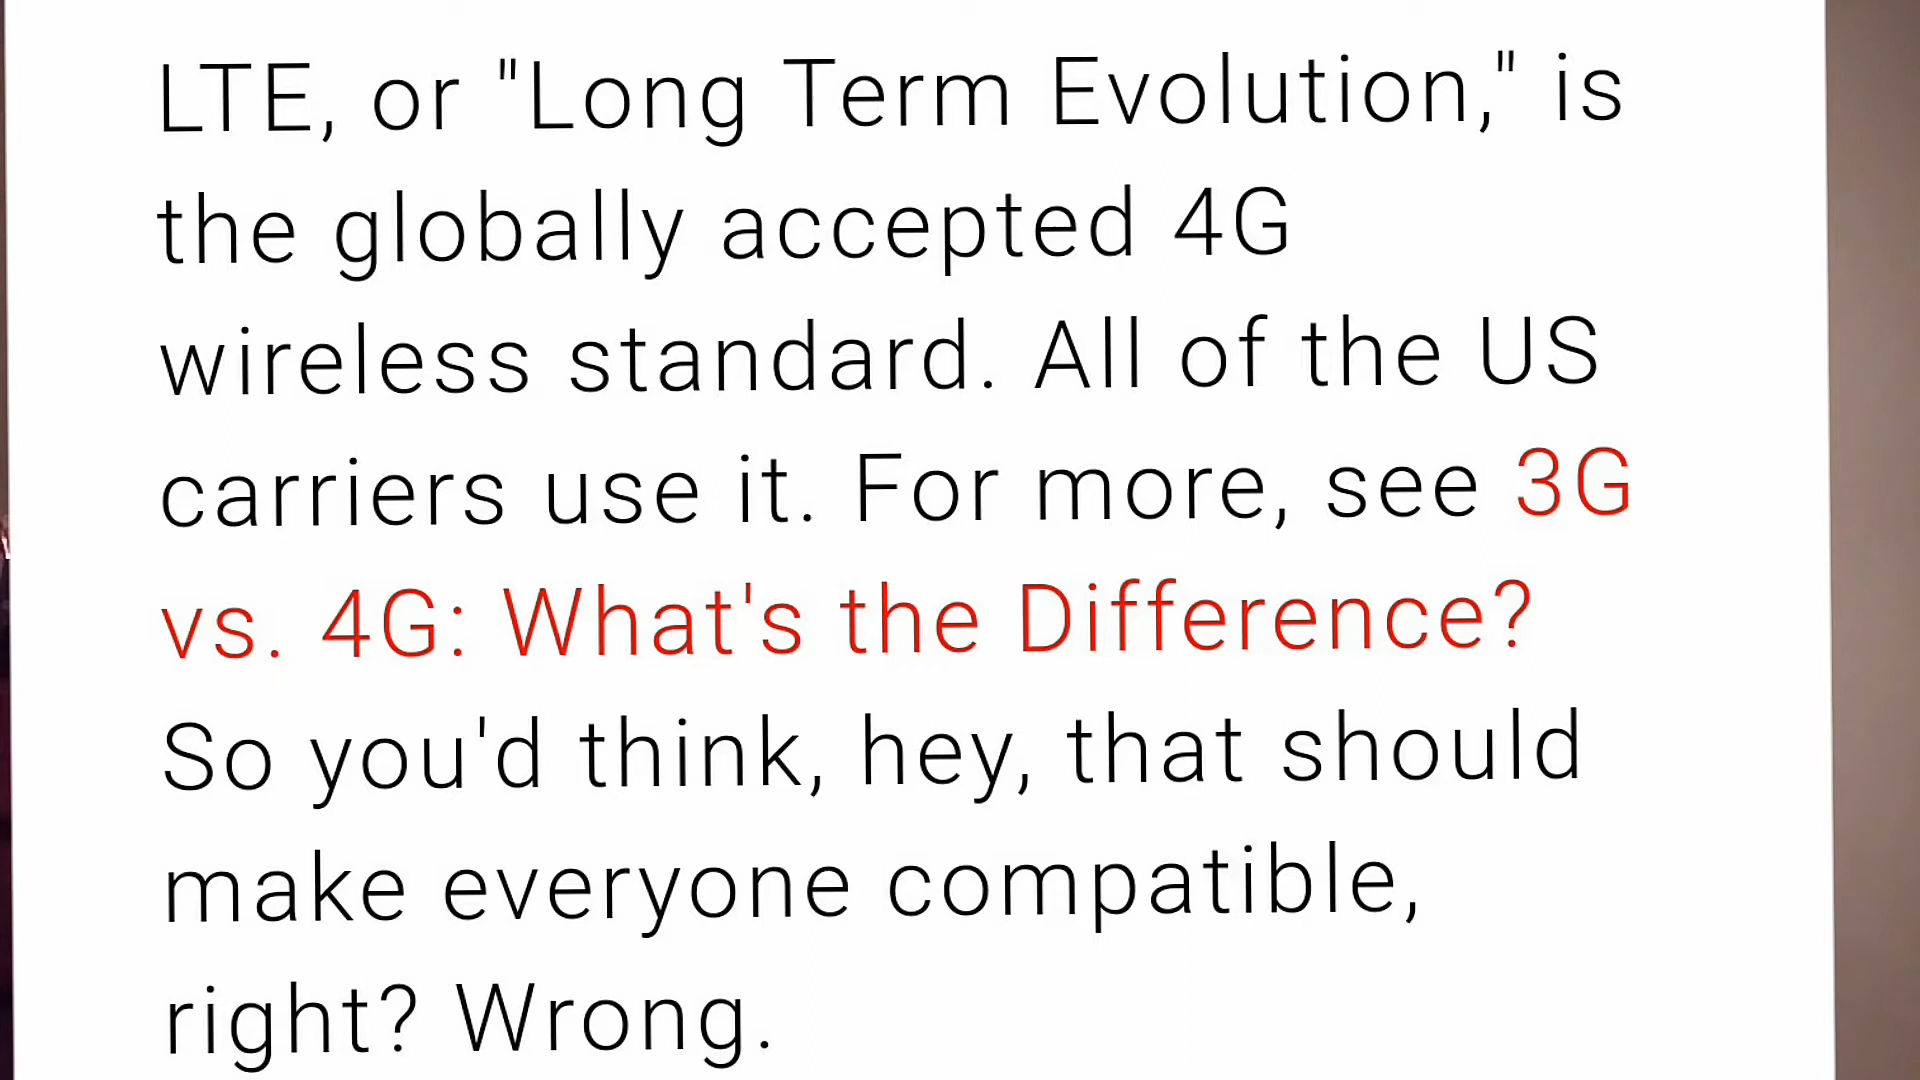 LTE, or "Long Term Evolution," is
the globally accepted 4G
wireless standard. All of the US
carriers use it. For more, see 3G
vs. 4G: What's the Difference?
So you'd think, hey, that should
make everyone compatible,
right? Wrong.